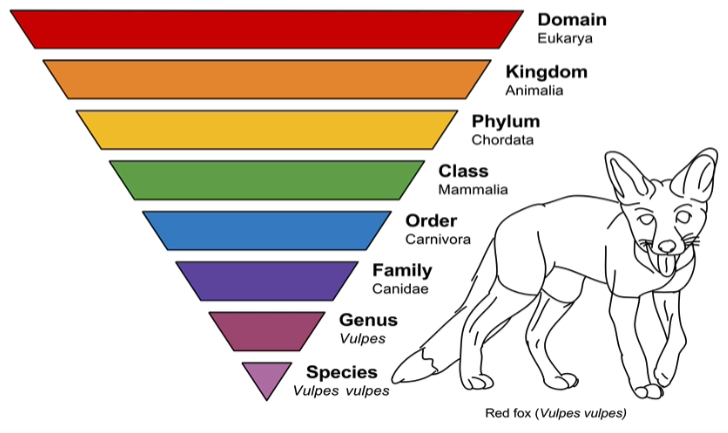 Domain
Eukarya
Kingdom
Animalia
Phylum
Chordata
Class
Mammalia
Order
Carnivora
Family
Canidae
Genus
Vulpes
Species
Vulpes vulpes
Red fox (Vulpes vulpes)